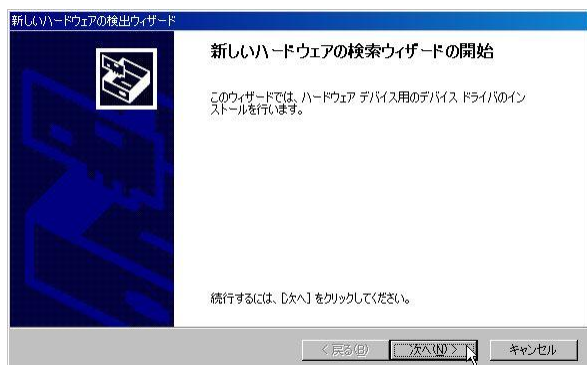 新しいハードウェアの検出ウィザード
新しいハードウェアの検索ウィザードの開始
このウィザードでは、ハードウェア デバイス用のデバイス ドライバのイン
ストールを行います。
続行するには、[次へ] をクリックしてください。
< 戻る(B)
次へ(N) >
キャンセル